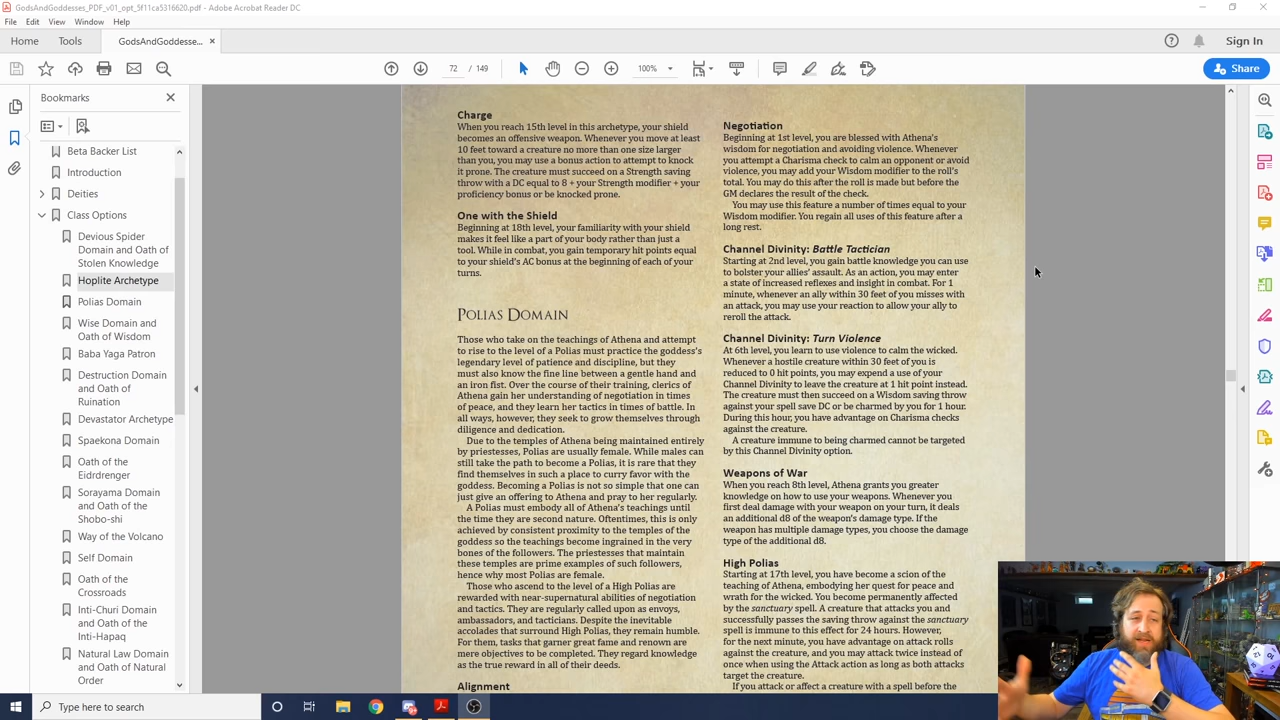 GodsAndGoddesses_PDF_v01_opt_5f11ca5316620.pdf - Adobe Acrobat Reader DC
File Edit View Window Help
Home Tools GodsAndGoddesse... × Sign In
72 / 149 100% Share
Bookmarks
Beta Backer List
Introduction
Deities
Class Options
Devious Spider
Domain and Oath of
Stolen Knowledge
Hoplite Archetype
Polias Domain
Wise Domain and
Oath of Wisdom
Baba Yaga Patron
Destruction Domain
and Oath of
Ruination
Devastator Archetype
Spaekona Domain
Oath of the
Eirdrenger
Sorayama Domain
and Oath of the
Shobo-shi
Way of the Volcano
Self Domain
Oath of the
Crossroads
Inti-Churi Domain
and Oath of the
Inti-Hapaq
Natural Law Domain
and Oath of Natural
Order
Charge
When you reach 15th level in this archetype, your shield
becomes an offensive weapon. Whenever you move at least
10 feet toward a creature no more than one size larger
than you, you may use a bonus action to attempt to knock
it prone. The creature must succeed on a Strength saving
throw with a DC equal to 8 + your Strength modifier + your
proficiency bonus or be knocked prone.
One with the Shield
Beginning at 18th level, your familiarity with your shield
makes it feel like a part of your body rather than just a
tool. While in combat, you gain temporary hit points equal
to your shield's AC bonus at the beginning of each of your
turns.
Polias Domain
Those who take on the teachings of Athena and attempt
to rise to the level of a Polias must practice the goddess's
legendary level of patience and discipline, but they
must also know the fine line between a gentle hand and
an iron fist. Over the course of their training, clerics of
Athena gain her understanding of negotiation in times
of peace, and they learn her tactics in times of battle. In
all ways, however, they seek to grow themselves through
diligence and dedication.
Due to the temples of Athena being maintained entirely
by priestesses, Polias are usually female. While males can
still take the path to become a Polias, it is rare that they
find themselves in such a place to curry favor with the
goddess. Becoming a Polias is not so simple that one can
just give an offering to Athena and pray to her regularly.
A Polias must embody all of Athena's teachings until
the time they are second nature. Oftentimes, this is only
achieved by consistent proximity to the temples of the
goddess so the teachings become ingrained in the very
bones of the followers. The priestesses that maintain
these temples are prime examples of such followers,
hence why most Polias are female.
Those who ascend to the level of a High Polias are
rewarded with near-supernatural abilities of negotiation
and tactics. They are regularly called upon as envoys,
ambassadors, and tacticians. Despite the inevitable
accolades that surround High Polias, they remain humble.
For them, tasks that garner great fame and renown are
mere objectives to be completed. They regard knowledge
as the true reward in all of their deeds.
Alignment
Negotiation
Beginning at 1st level, you are blessed with Athena's
wisdom for negotiation and avoiding violence. Whenever
you attempt a Charisma check to calm an opponent or avoid
violence, you may add your Wisdom modifier to the roll's
total. You may do this after the roll is made but before the
GM declares the result of the check.
You may use this feature a number of times equal to your
Wisdom modifier. You regain all uses of this feature after a
long rest.
Channel Divinity: Battle Tactician
Starting at 2nd level, you gain battle knowledge you can use
to bolster your allies' assault. As an action, you may enter
a state of increased reflexes and insight in combat. For 1
minute, whenever an ally within 30 feet of you misses with
an attack, you may use your reaction to allow your ally to
reroll the attack.
Channel Divinity: Turn Violence
At 6th level, you learn to use violence to calm the wicked.
Whenever a hostile creature within 30 feet of you is
reduced to 0 hit points, you may expend a use of your
Channel Divinity to leave the creature at 1 hit point instead.
The creature must then succeed on a Wisdom saving throw
against your spell save DC or be charmed by you for 1 hour.
During this hour, you have advantage on Charisma checks
against the creature.
A creature immune to being charmed cannot be targeted
by this Channel Divinity option.
Weapons of War
When you reach 8th level, Athena grants you greater
knowledge on how to use your weapons. Whenever you
first deal damage with your weapon on your turn, it deals
an additional d8 of the weapon's damage type. If the
weapon has multiple damage types, you choose the damage
type of the additional d8.
High Polias
Starting at 17th level, you have become a scion of the
teaching of Athena, embodying her quest for peace and
wrath for the wicked. You become permanently affected
by the sanctuary spell. A creature that attacks you and
successfully passes the saving throw against the sanctuary
spell is immune to this effect for 24 hours. However,
for the next minute, you have advantage on attack rolls
against the creature, and you may attack twice instead of
once when using the Attack action as long as both attacks
target the creature.
If you attack or affect a creature with a spell before the
Type here to search